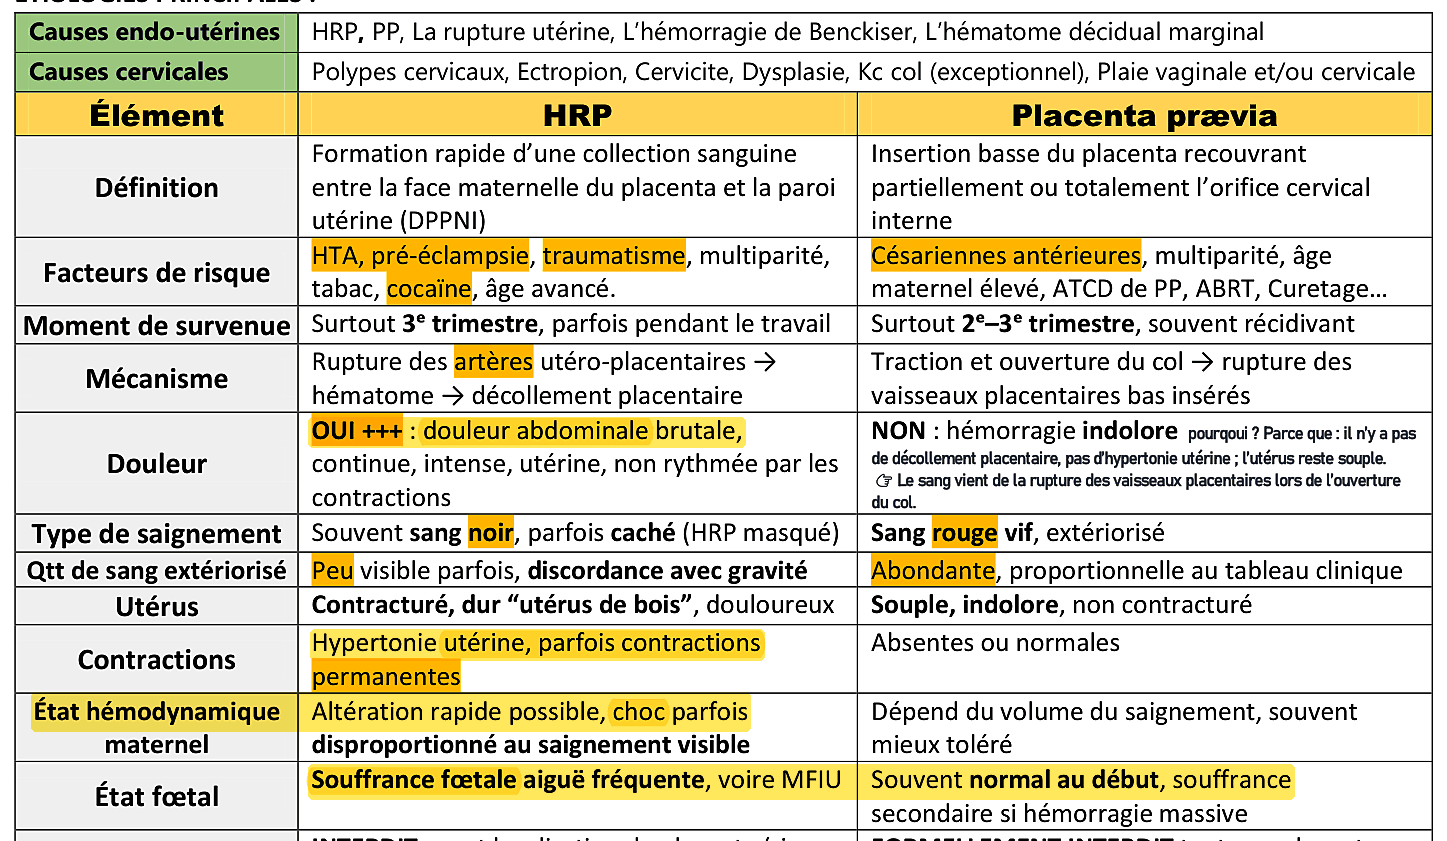 ÉTIOLOGIES PRINCIPALES :
Causes endo-utérines
HRP, PP, La rupture utérine, L’hémorragie de Benckiser, L’hématome décidual marginal
Causes cervicales
Polypes cervicaux, Ectropion, Cervicite, Dysplasie, Kc col (exceptionnel), Plaie vaginale et/ou cervicale
Élément
HRP
Placenta prævia
Définition
Formation rapide d’une collection sanguine
entre la face maternelle du placenta et la paroi
utérine (DPPNI)
Insertion basse du placenta recouvrant
partiellement ou totalement l’orifice cervical
interne
Facteurs de risque
HTA, pré-éclampsie, traumatisme, multiparité,
tabac, cocaïne, âge avancé.
Césariennes antérieures, multiparité, âge
maternel élevé, ATCD de PP, ABRT, Curetage...
Moment de survenue
Surtout 3e trimestre, parfois pendant le travail
Surtout 2e–3e trimestre, souvent récidivant
Mécanisme
Rupture des artères utéro-placentaires →
hématome → décollement placentaire
Traction et ouverture du col → rupture des
vaisseaux placentaires bas insérés
Douleur
OUI +++ : douleur abdominale brutale,
continue, intense, utérine, non rythmée par les
contractions
NON : hémorragie indolore pourqoui ? Parce que : il n'y a pas
de décollement placentaire, pas d'hypertonie utérine ; l'utérus reste souple.
👉 Le sang vient de la rupture des vaisseaux placentaires lors de l'ouverture
du col.
Type de saignement
Souvent sang noir, parfois caché (HRP masqué)
Sang rouge vif, extériorisé
Qtt de sang extériorisé
Peu visible parfois, discordance avec gravité
Abondante, proportionnelle au tableau clinique
Utérus
Contracturé, dur “utérus de bois”, douloureux
Souple, indolore, non contracturé
Contractions
Hypertonie utérine, parfois contractions
permanentes
Absentes ou normales
État hémodynamique
maternel
Altération rapide possible, choc parfois
disproportionné au saignement visible
Dépend du volume du saignement, souvent
mieux toléré
État fœtal
Souffrance fœtale aiguë fréquente, voire MFIU
Souvent normal au début, souffrance
secondaire si hémorragie massive
INTERDIT
FORMELLEMENT INTERDIT